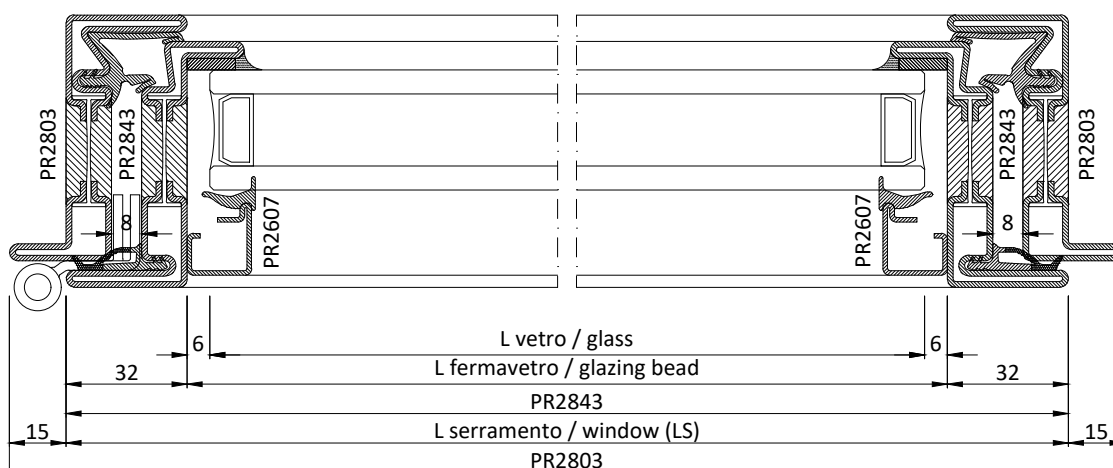 PR2803
PR2843
PR2843
PR2803
8
8
PR2607
PR2607
6
L vetro / glass
6
32
L fermavetro / glazing bead
32
PR2843
15
L serramento / window (LS)
15
PR2803